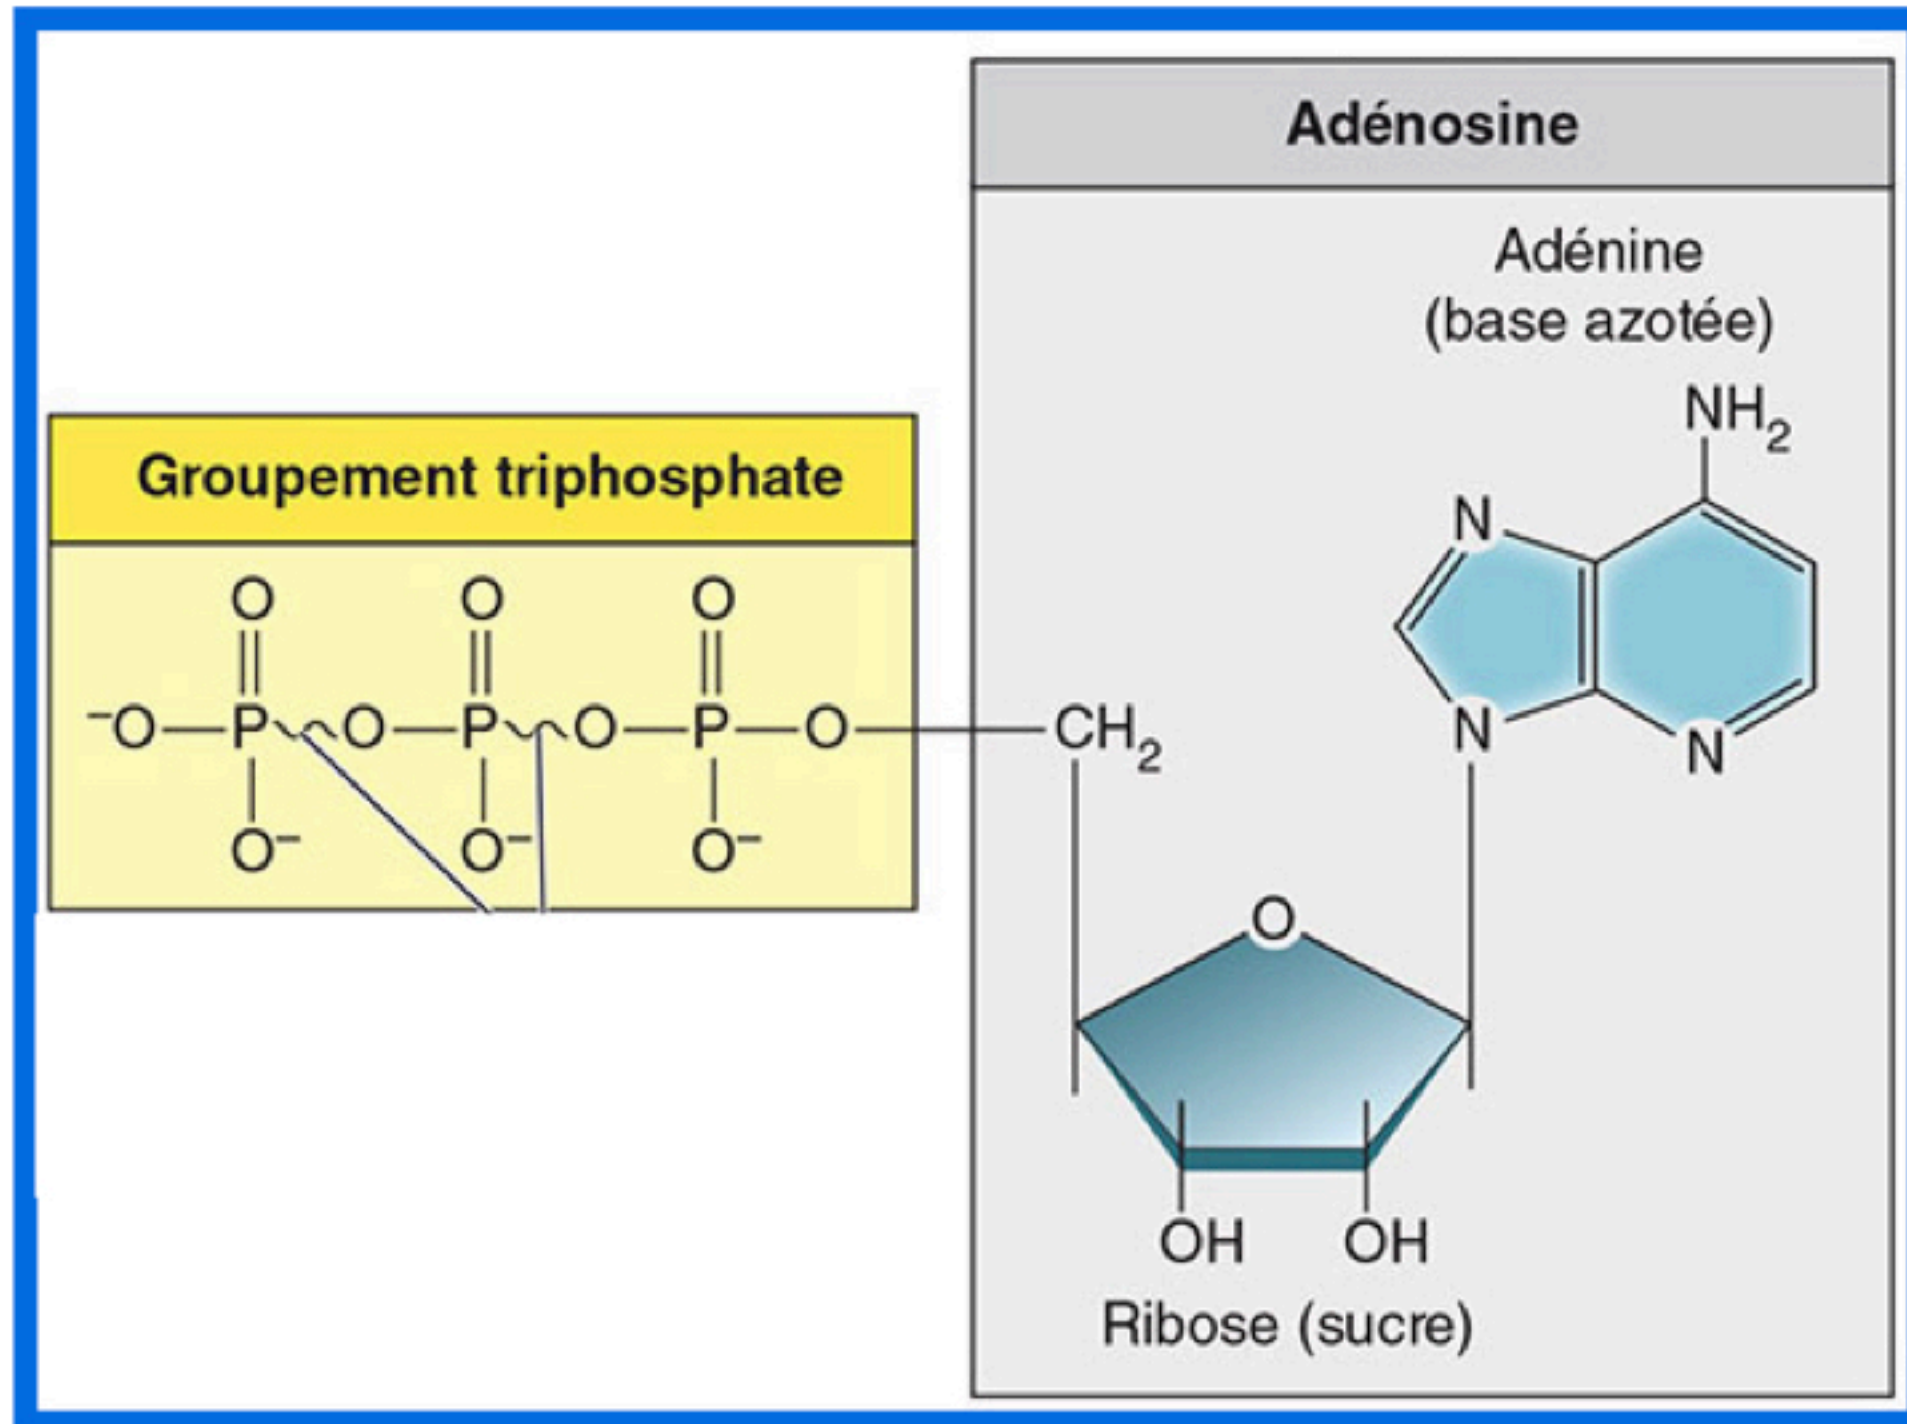 Adénosine
Adénine
(base azotée)
NH2
Groupement triphosphate
N
O O O
–O P O P O P O CH2
N
N
O– O– O–
O
OH OH
Ribose (sucre)